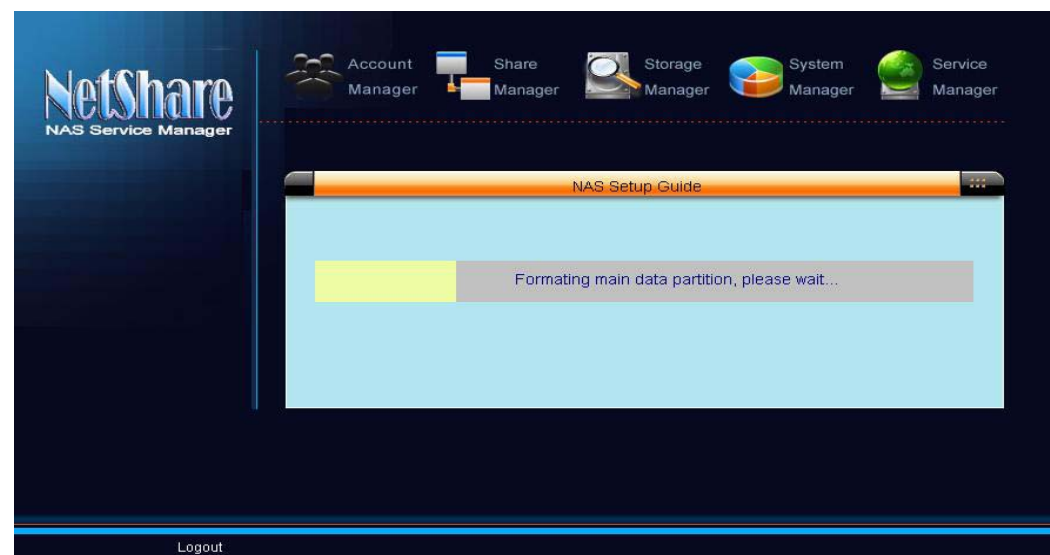 NetShare
NAS Service Manager
Account Manager
Share Manager
Storage Manager
System Manager
Service Manager
NAS Setup Guide
Formating main data partition, please wait...
Logout